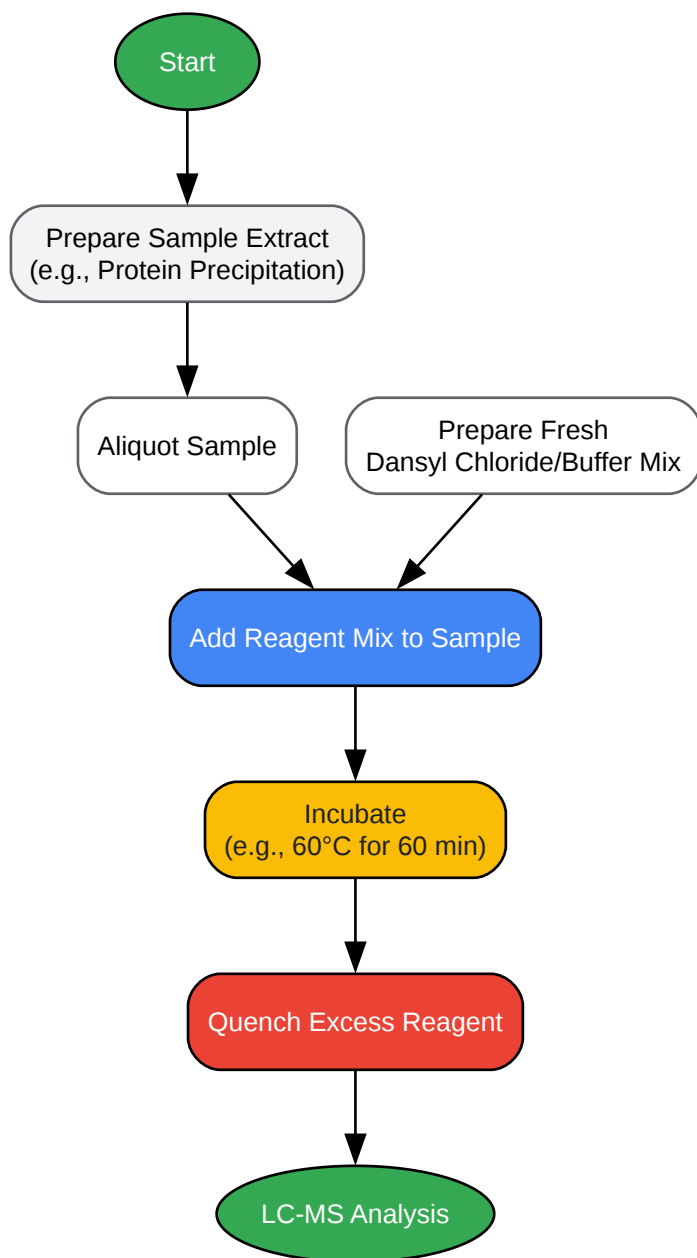 Start
Prepare Sample Extract
(e.g., Protein Precipitation)
Aliquot Sample
Prepare Fresh
Dansyl Chloride/Buffer Mix
Add Reagent Mix to Sample
Incubate
(e.g., 60°C for 60 min)
Quench Excess Reagent
LC-MS Analysis